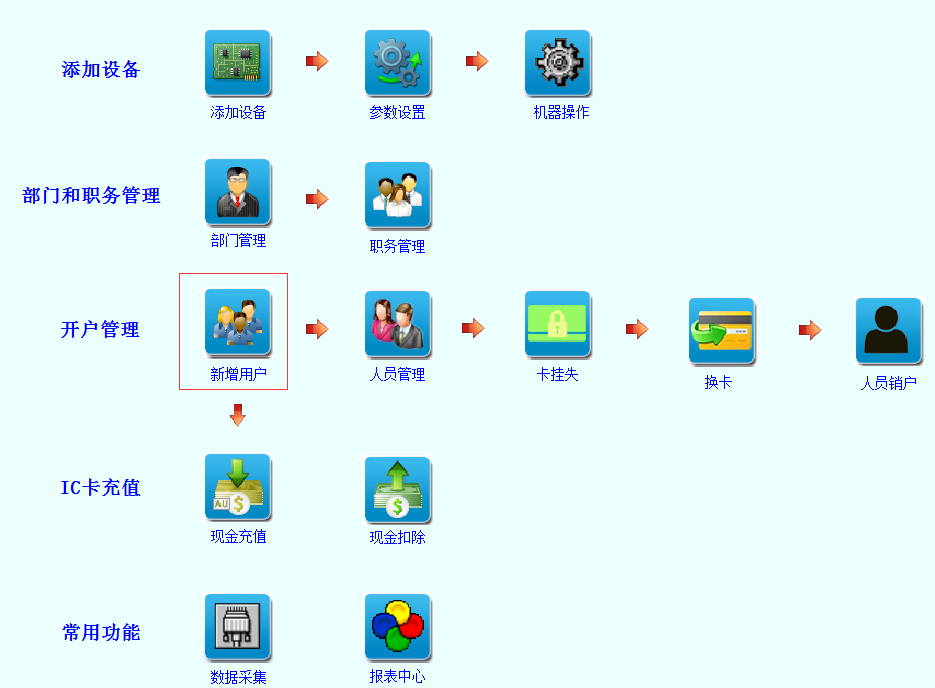 添加设备
添加设备
参数设置
机器操作
部门和职务管理
部门管理
职务管理
开户管理
新增用户
人员管理
卡挂失
换卡
人员销户
IC卡充值
AU
$
$
现金充值
现金扣除
常用功能
数据采集
报表中心